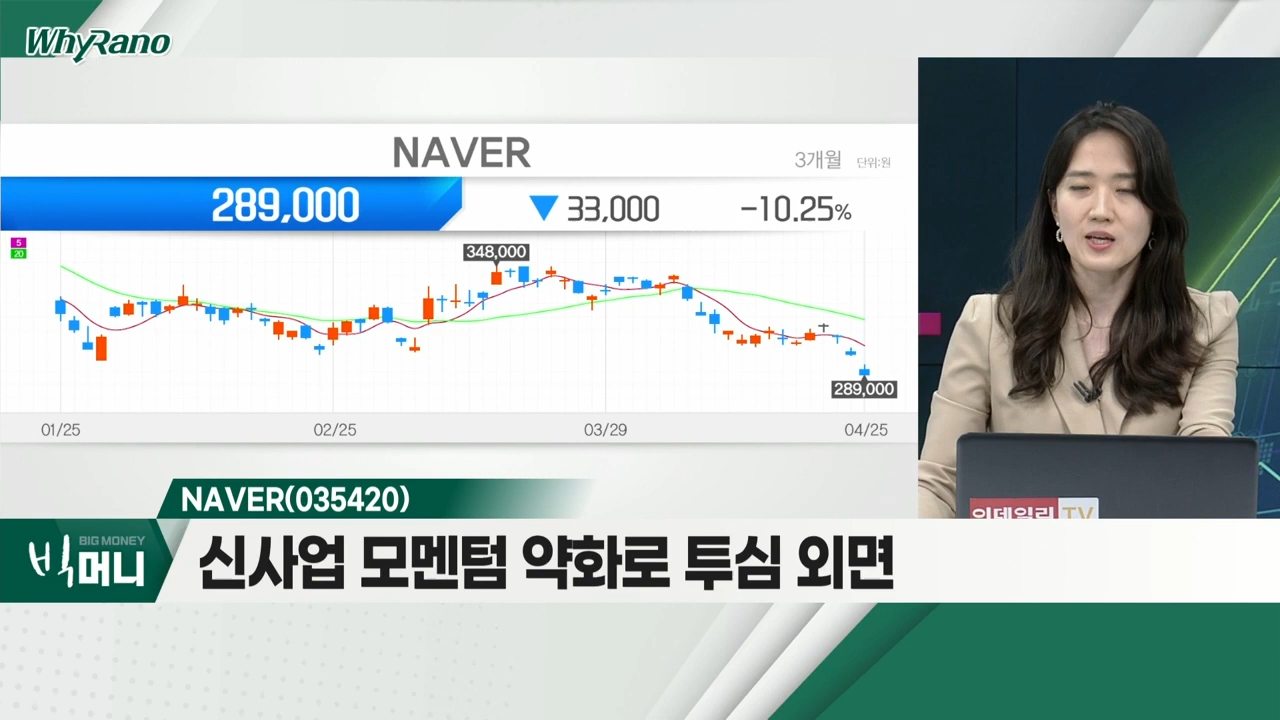 WhyRano
NAVER
3개월 단위:원
289,000 ▼ 33,000 -10.25%
5
20
348,000
289,000
01/25 02/25 03/29 04/25
이데일리TV
NAVER(035420)
BIG MONEY
빅머니
신사업 모멘텀 약화로 투심 외면